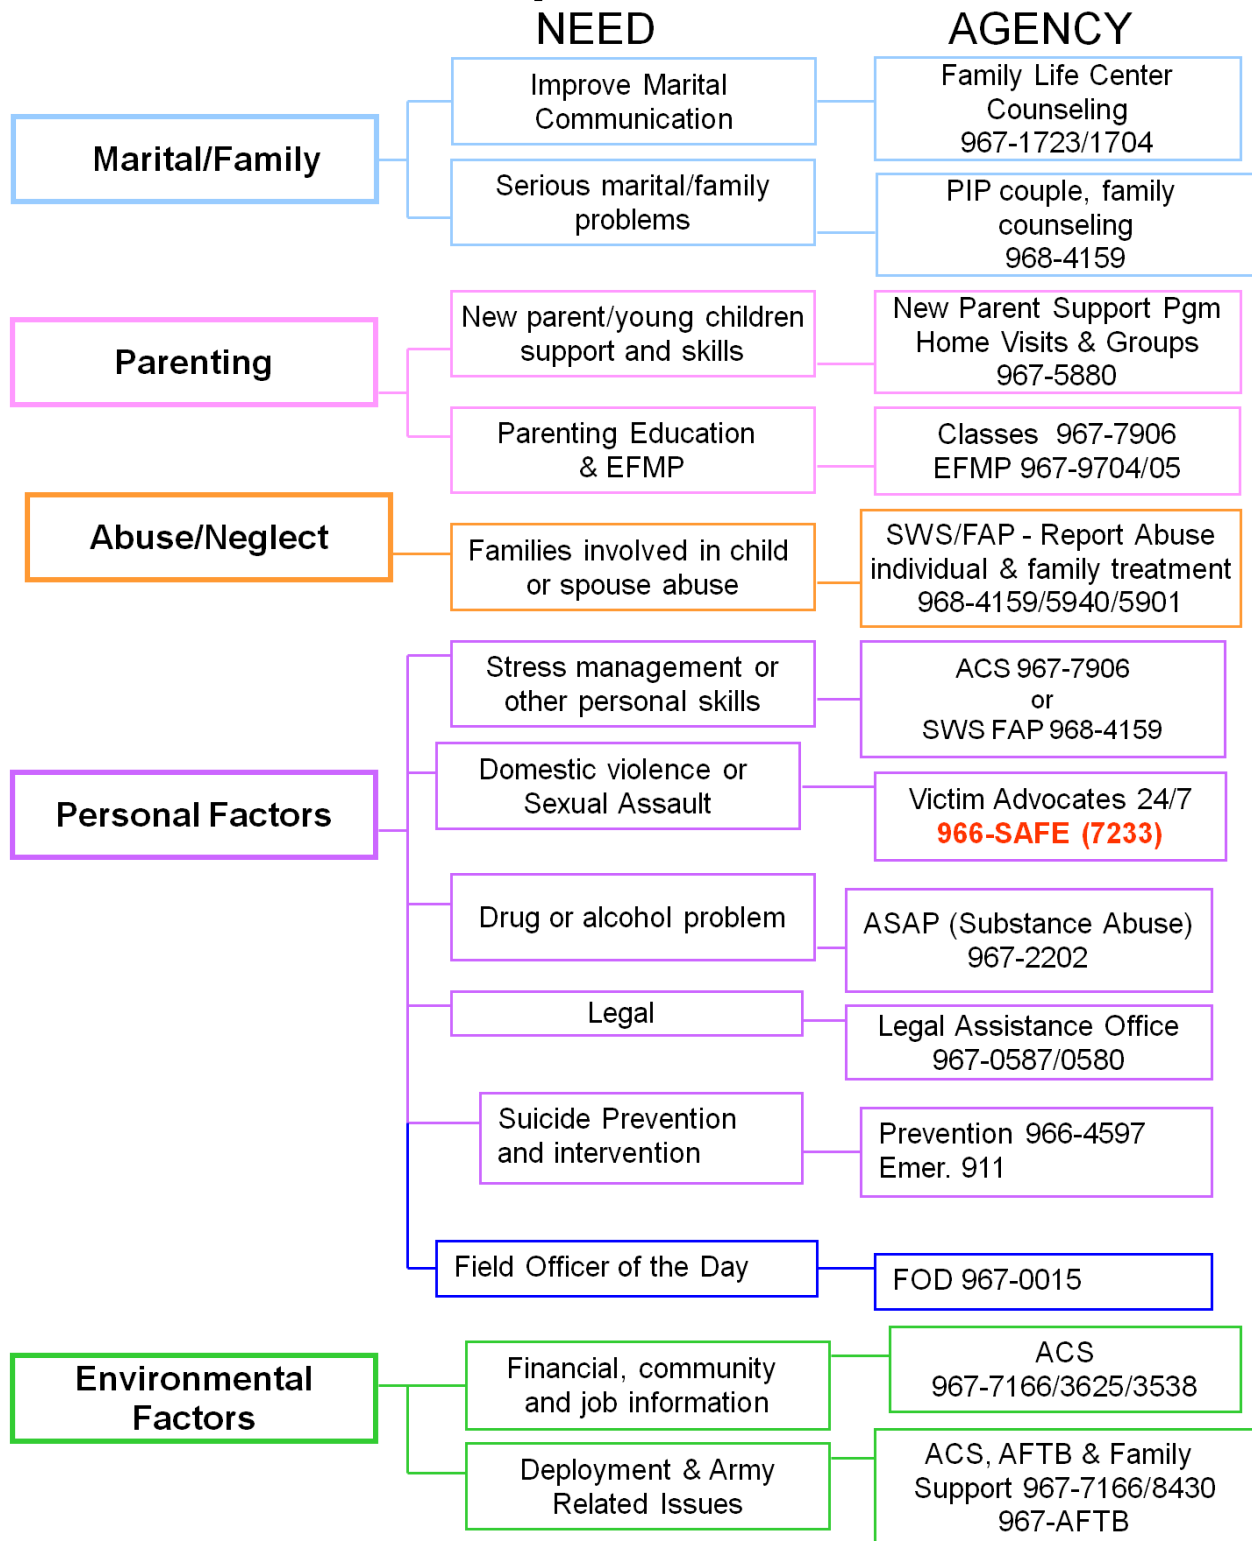 NEED
AGENCY
Marital/Family
Improve Marital
Communication
Family Life Center
Counseling
967-1723/1704
Serious marital/family
problems
PIP couple, family
counseling
968-4159
Parenting
New parent/young children
support and skills
New Parent Support Pgm
Home Visits & Groups
967-5880
Parenting Education
& EFMP
Classes 967-7906
EFMP 967-9704/05
Abuse/Neglect
Families involved in child
or spouse abuse
SWS/FAP - Report Abuse
individual & family treatment
968-4159/5940/5901
Personal Factors
Stress management or
other personal skills
ACS 967-7906
or
SWS FAP 968-4159
Domestic violence or
Sexual Assault
Victim Advocates 24/7
966-SAFE (7233)
Drug or alcohol problem
ASAP (Substance Abuse)
967-2202
Legal
Legal Assistance Office
967-0587/0580
Suicide Prevention
and intervention
Prevention 966-4597
Emer. 911
Field Officer of the Day
FOD 967-0015
Environmental
Factors
Financial, community
and job information
ACS
967-7166/3625/3538
Deployment & Army
Related Issues
ACS, AFTB & Family
Support 967-7166/8430
967-AFTB